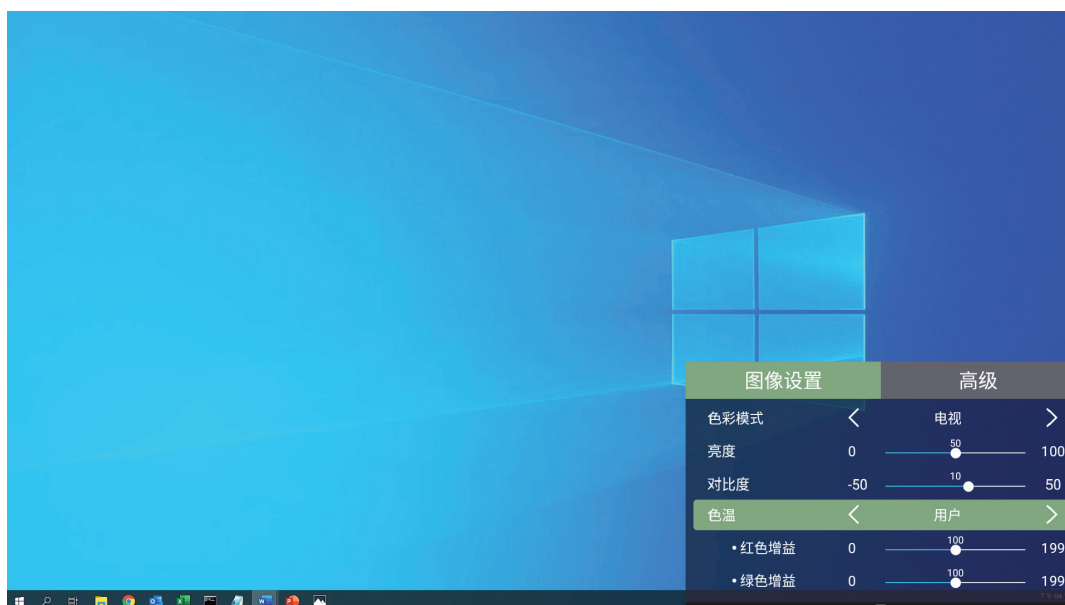 图像设置 高级
色彩模式 电视
亮度 0 50 100
对比度 -50 10 50
色温 用户
•红色增益 0 100 199
•绿色增益 0 100 199